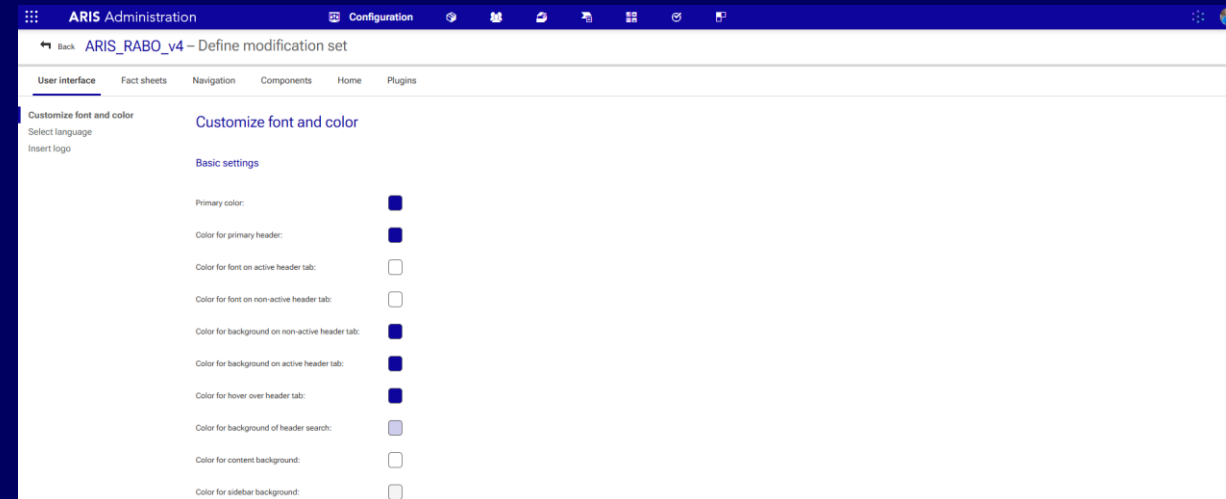 ARIS Administration Configuration
Back ARIS_RABO_v4 – Define modification set
User interface Fact sheets Navigation Components Home Plugins
Customize font and color
Select language
Insert logo
Customize font and color
Basic settings
Primary color:
Color for primary header:
Color for font on active header tab:
Color for font on non-active header tab:
Color for background on non-active header tab:
Color for background on active header tab:
Color for hover over header tab:
Color for background of header search:
Color for content background:
Color for sidebar background: